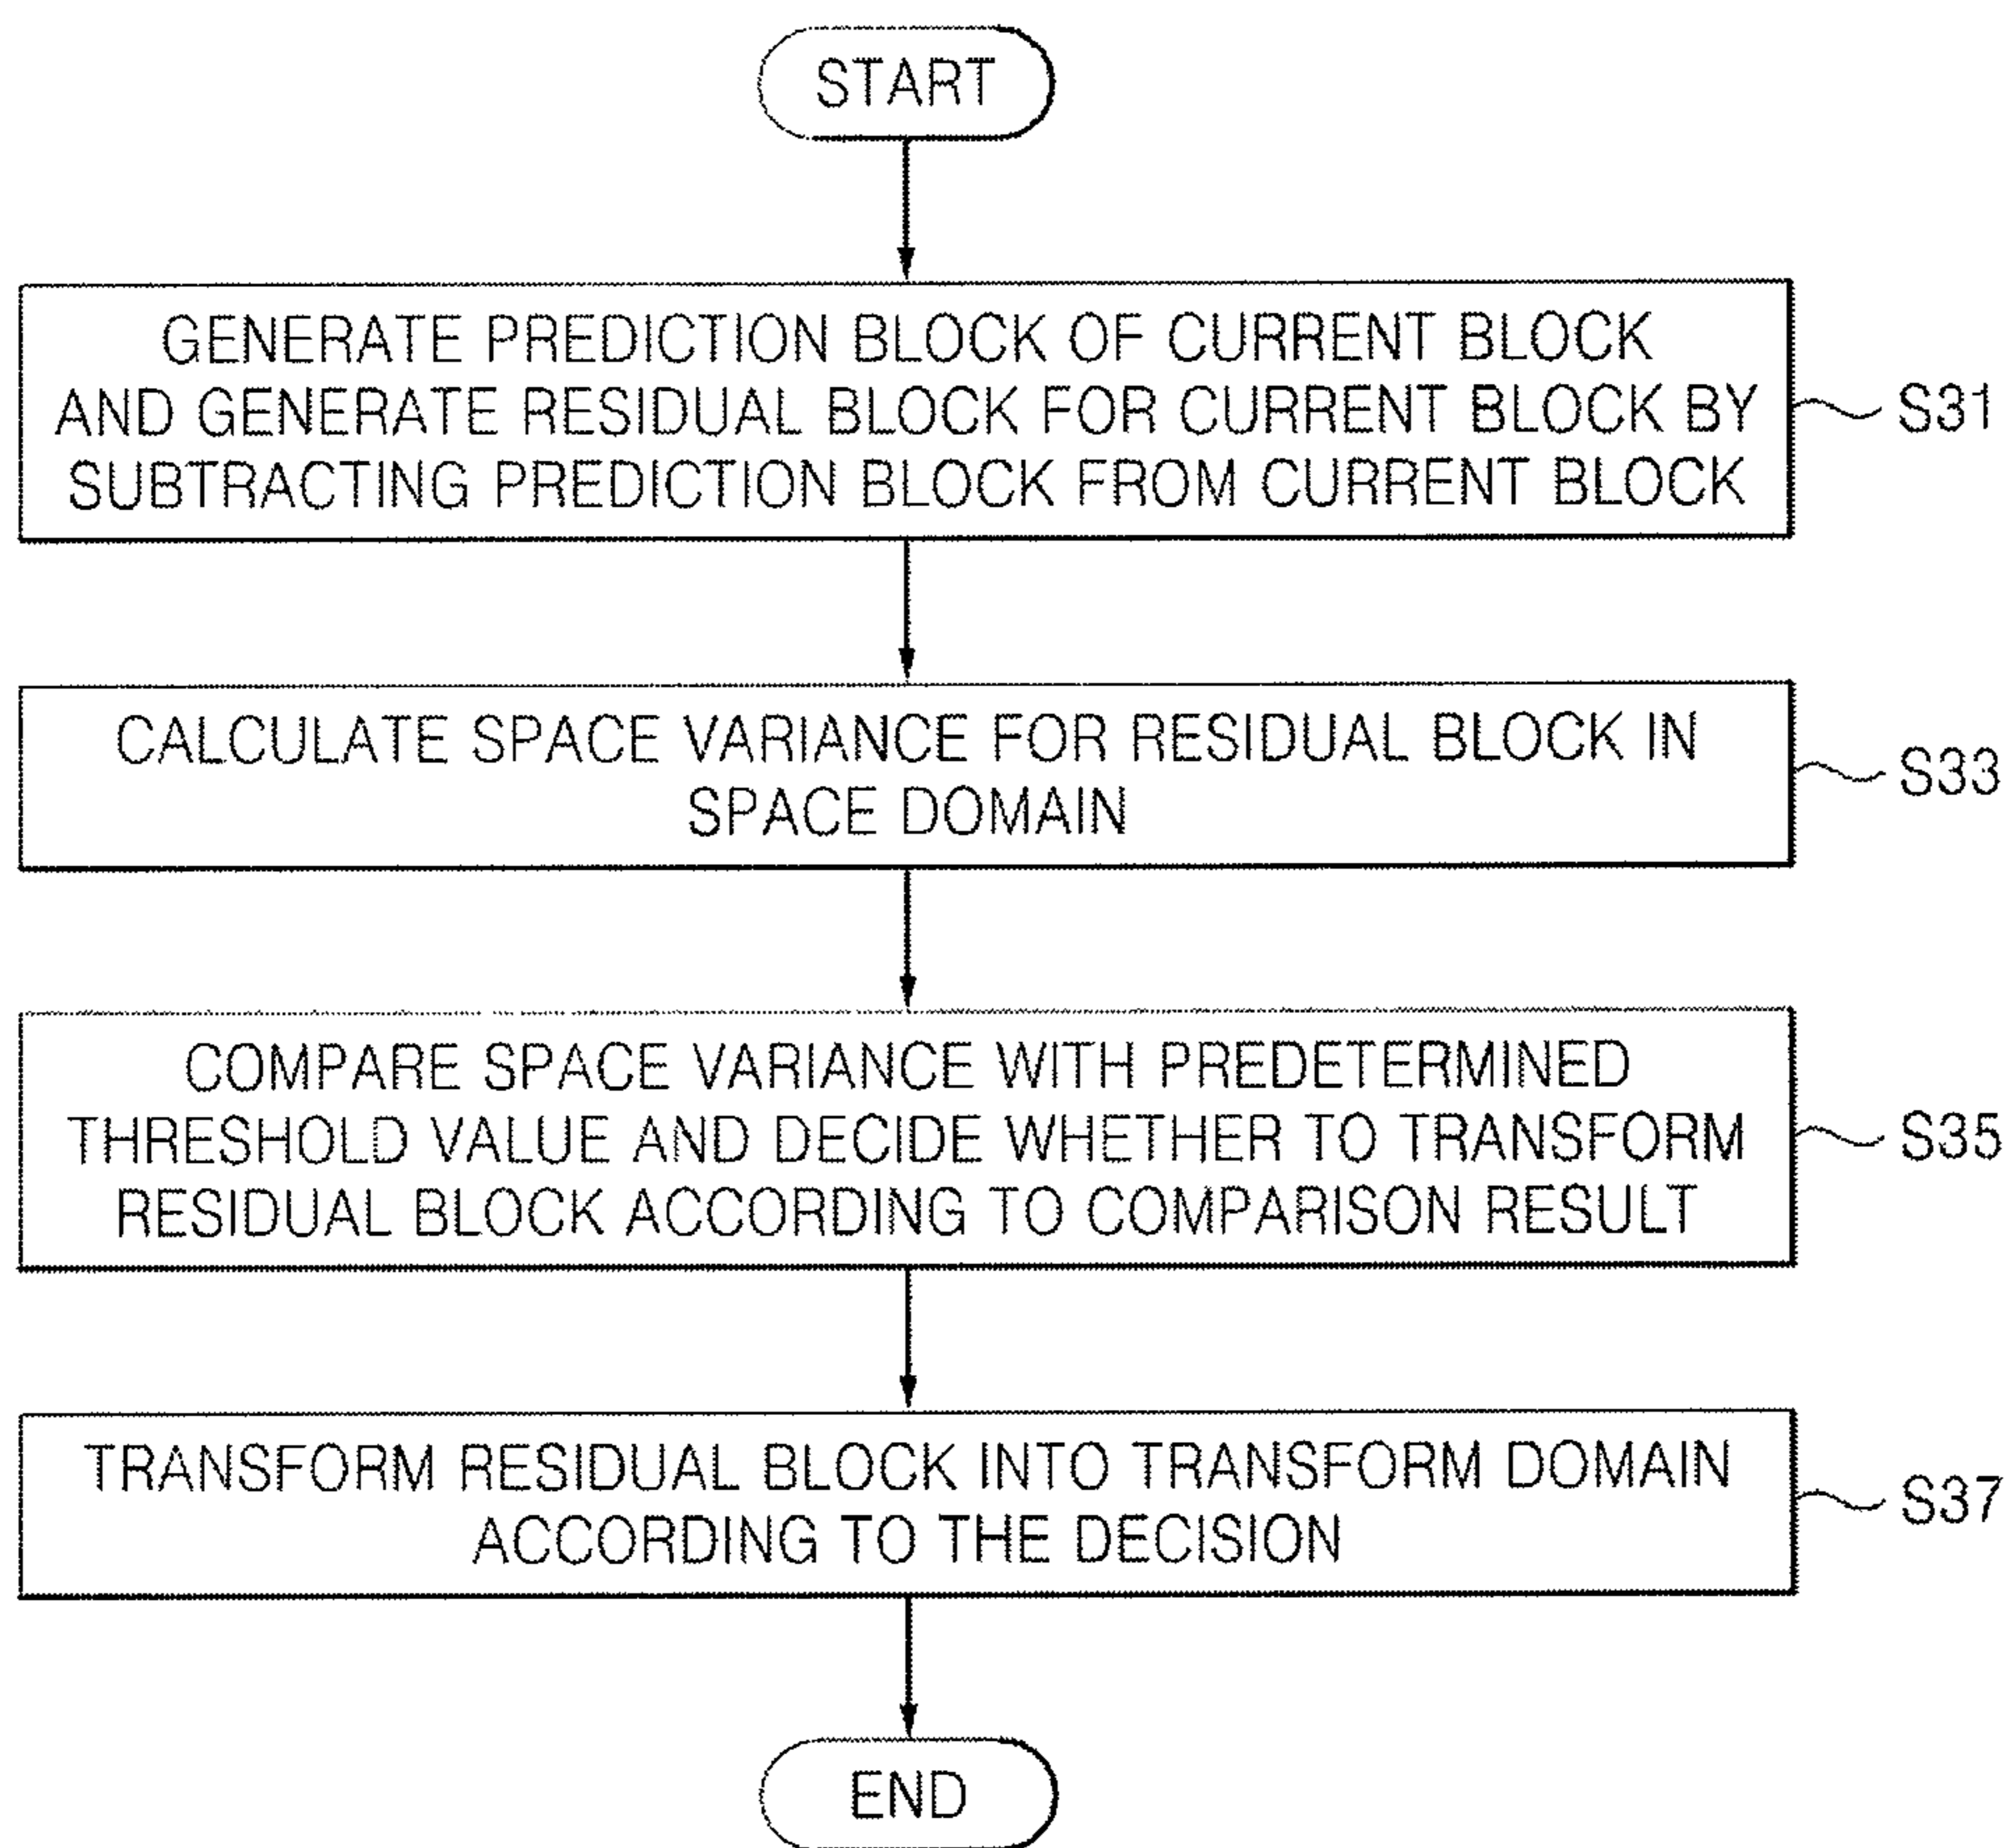 START
GENERATE PREDICTION BLOCK OF CURRENT BLOCK
AND GENERATE RESIDUAL BLOCK FOR CURRENT BLOCK BY
SUBTRACTING PREDICTION BLOCK FROM CURRENT BLOCK
S31
CALCULATE SPACE VARIANCE FOR RESIDUAL BLOCK IN
SPACE DOMAIN
S33
COMPARE SPACE VARIANCE WITH PREDETERMINED
THRESHOLD VALUE AND DECIDE WHETHER TO TRANSFORM
RESIDUAL BLOCK ACCORDING TO COMPARISON RESULT
S35
TRANSFORM RESIDUAL BLOCK INTO TRANSFORM DOMAIN
ACCORDING TO THE DECISION
S37
END